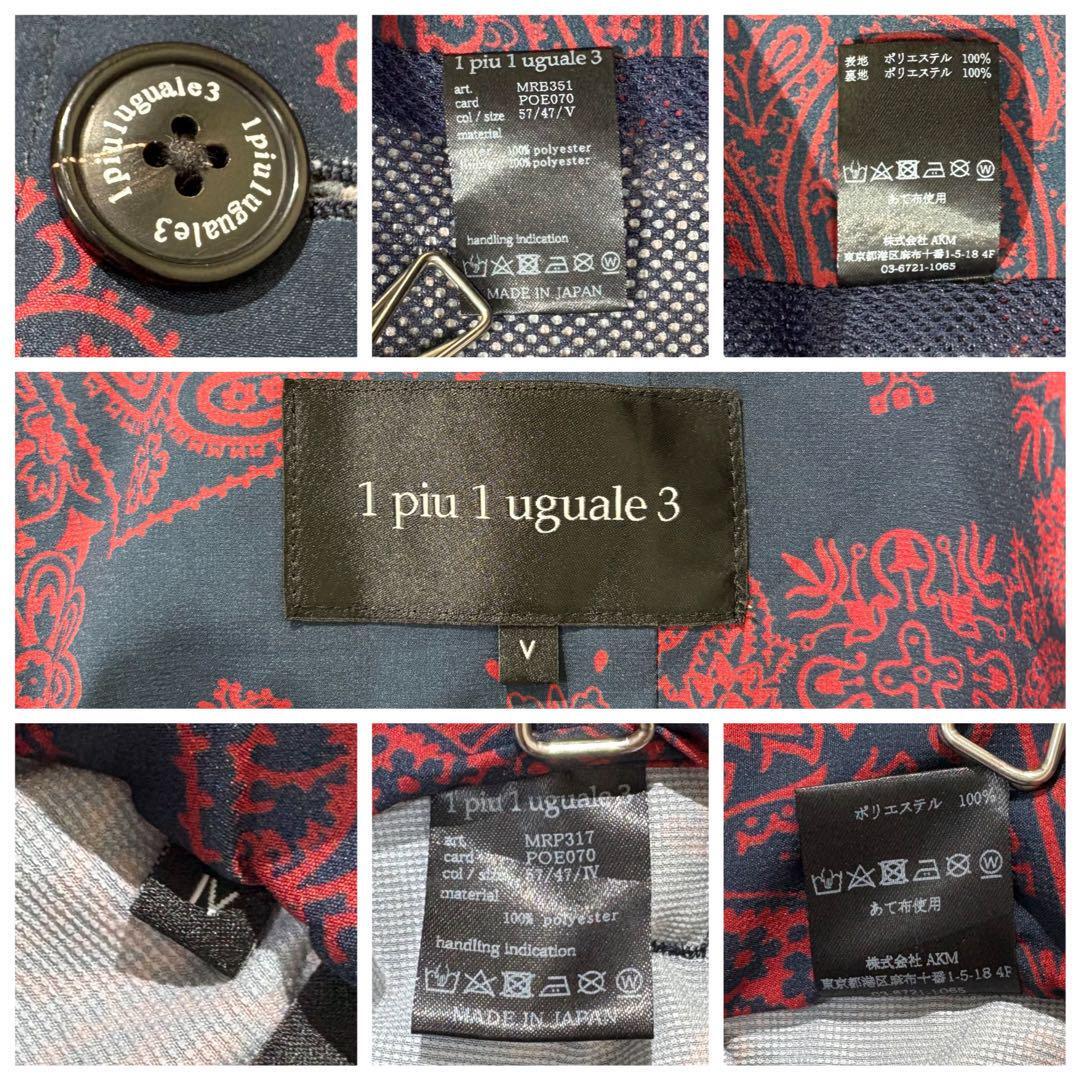 1piu1uguale3
1piu1uguale3
1 piu 1 uguale 3
art. MRB351
card POE070
col / size 57/47/V
material
outer 100% polyester
100% polyester
handling indication
W
MADE IN JAPAN
表地 ポリエステル 100%
裏地 ポリエステル 100%
W
あて布使用
株式会社 AKM
東京都港区麻布十番1-5-18 4F
03-6721-1065
1 piu 1 uguale 3
V
IV
1 piu 1 uguale 3
art. MRP317
card POE070
col / size 57/47/IV
material
100% polyester
handling indication
W
MADE IN JAPAN
ポリエステル 100%
W
あて布使用
株式会社 AKM
東京都港区麻布十番1-5-18 4F
03-6721-1065